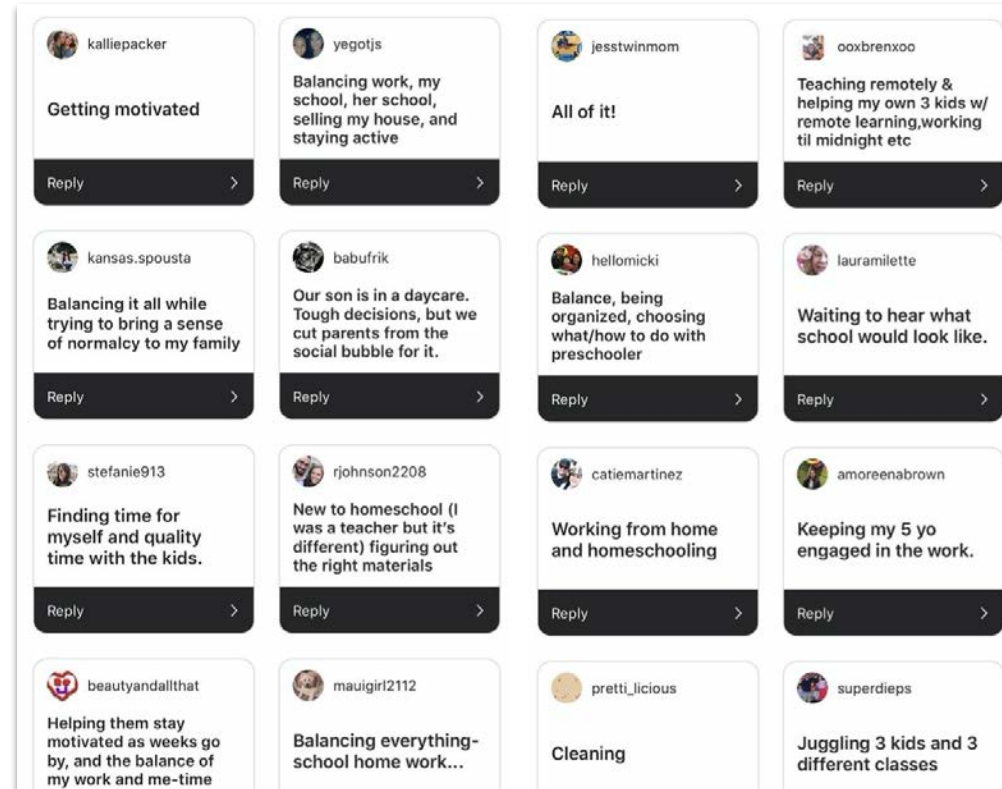 kalliepacker
Getting motivated
Reply
yegotjs
Balancing work, my
school, her school,
selling my house, and
staying active
Reply
jesstwinmom
All of it!
Reply
ooxbrenxoo
Teaching remotely &
helping my own 3 kids w/
remote learning,working
til midnight etc
Reply
kansas.spousta
Balancing it all while
trying to bring a sense
of normalcy to my family
Reply
babufrik
Our son is in a daycare.
Tough decisions, but we
cut parents from the
social bubble for it.
Reply
hellomicki
Balance, being
organized, choosing
what/how to do with
preschooler
Reply
lauramilette
Waiting to hear what
school would look like.
Reply
stefanie913
Finding time for
myself and quality
time with the kids.
Reply
rjohnson2208
New to homeschool (I
was a teacher but it's
different) figuring out
the right materials
Reply
catiemartinez
Working from home
and homeschooling
Reply
amoreenabrown
Keeping my 5 yo
engaged in the work.
Reply
beautyandallthat
Helping them stay
motivated as weeks go
by, and the balance of
my work and me-time
mauigirl2112
Balancing everything-
school home work...
pretti_licious
Cleaning
superdieps
Juggling 3 kids and 3
different classes